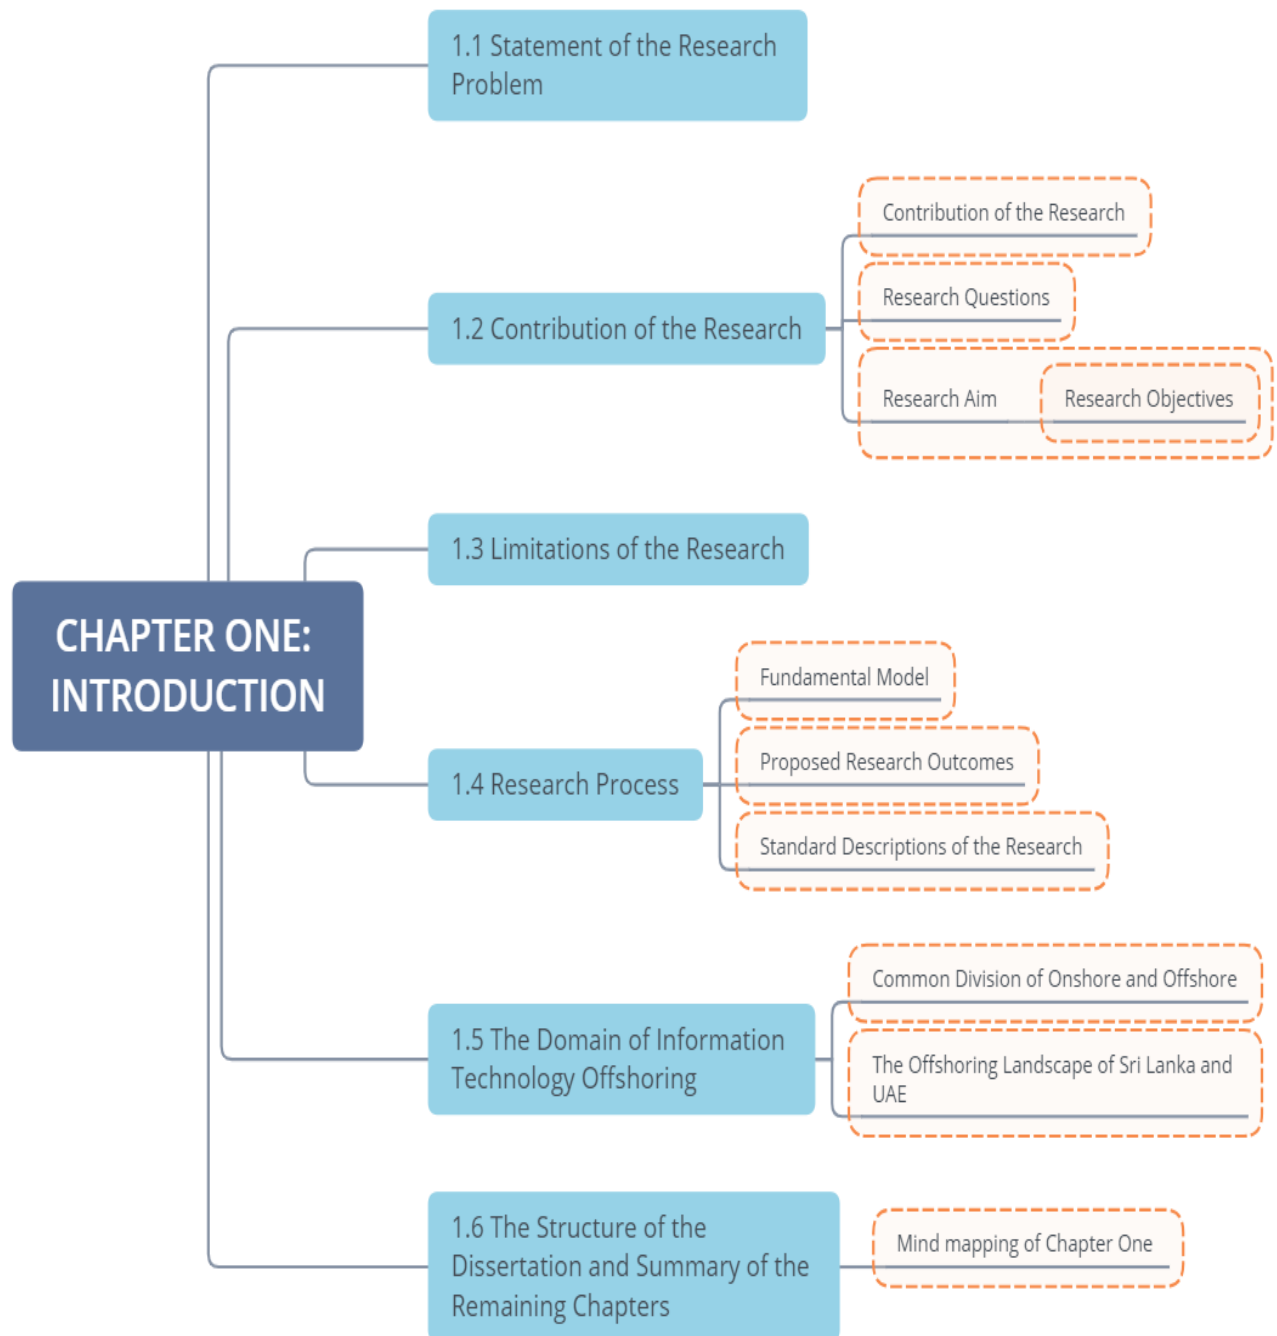 1.1 Statement of the Research
Problem
Contribution of the Research
Research Questions
1.2 Contribution of the Research
Research Aim
Research Objectives
1.3 Limitations of the Research
CHAPTER ONE:
INTRODUCTION
Fundamental Model
Proposed Research Outcomes
1.4 Research Process
Standard Descriptions of the Research
Common Division of Onshore and Offshore
1.5 The Domain of Information
Technology Offshoring
The Offshoring Landscape of Sri Lanka and
UAE
1.6 The Structure of the
Dissertation and Summary of the
Remaining Chapters
Mind mapping of Chapter One